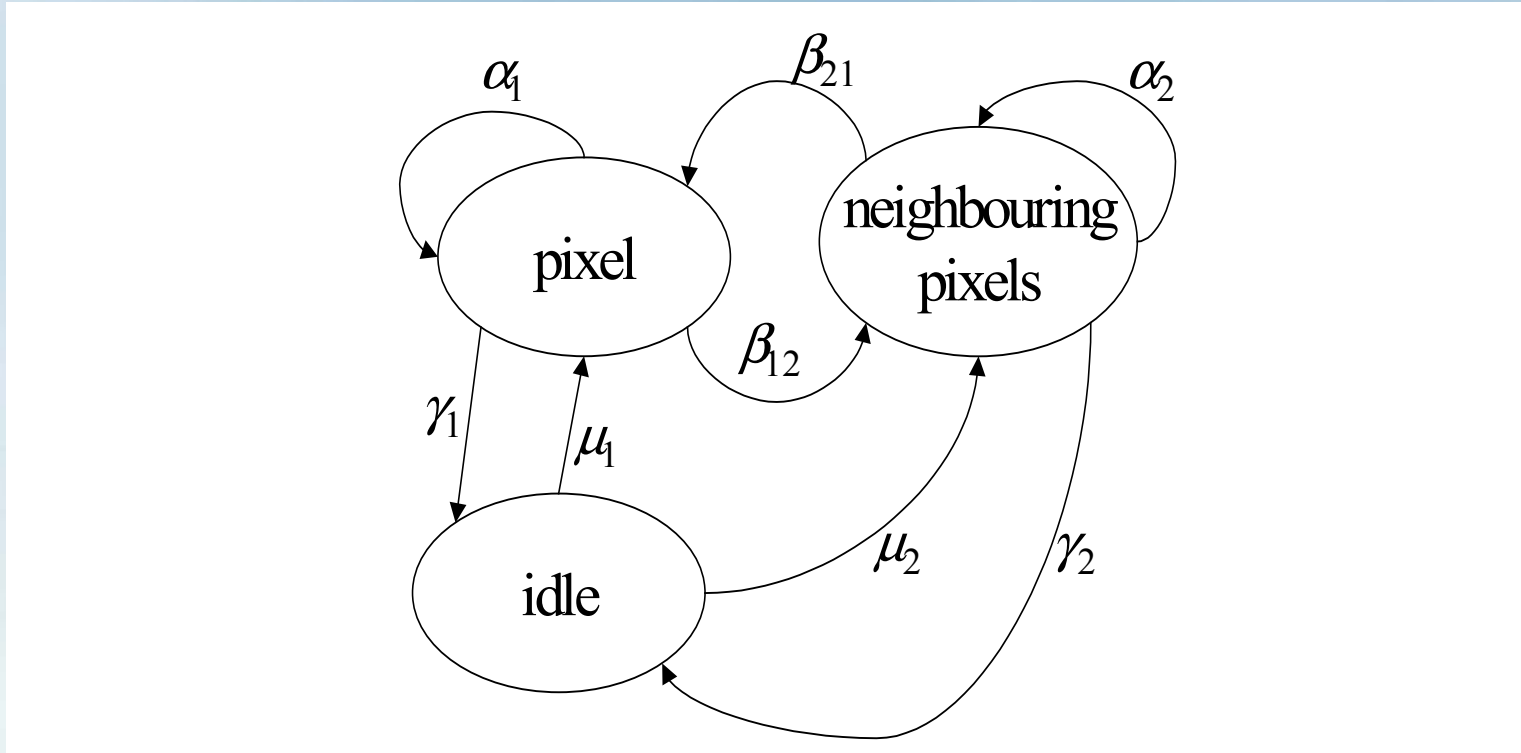 α₁
β₂₁
α₂
pixel
neighbouring
pixels
β₁₂
γ₁
μ₁
idle
μ₂
γ₂